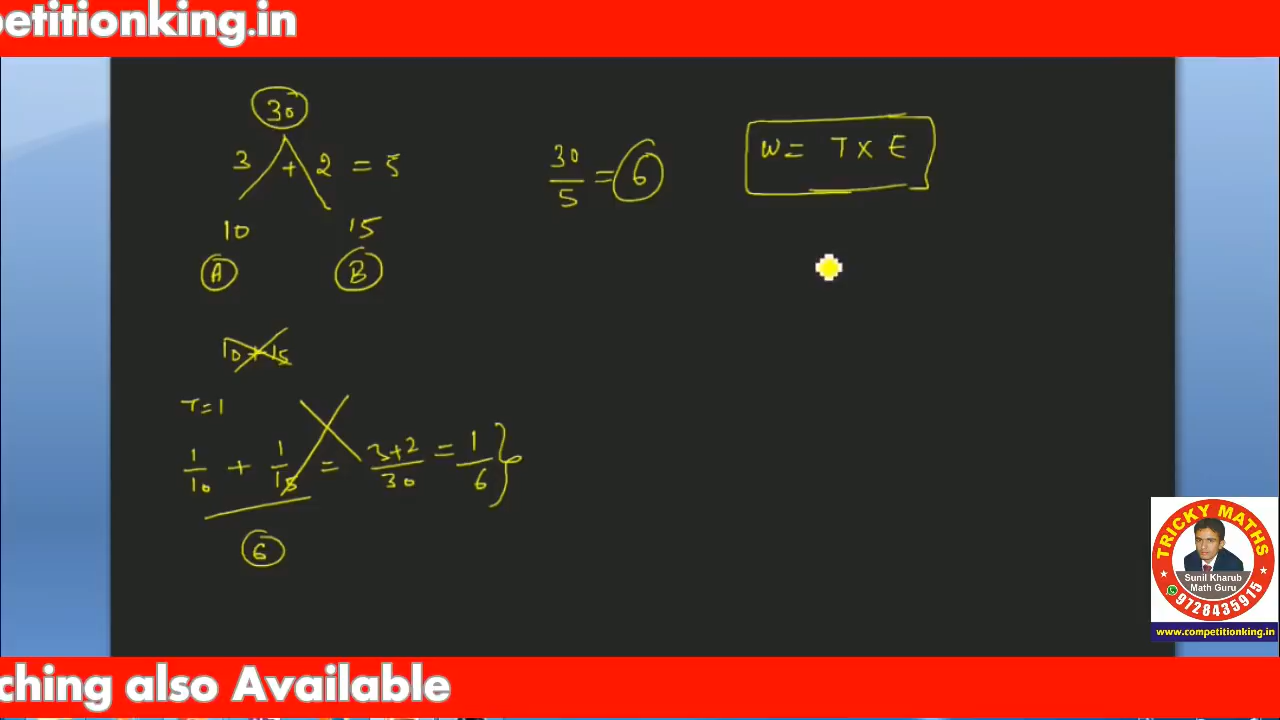 petitionking.in
30
3 + 2 = 5
10 15
A B
30/5 = 6
W = T x E
10 + 15
T=1
1/10 + 1/15 = 3+2/30 = 1/6
6
TRICKY MATHS
Sunil Kharub
Math Guru
9728435915
www.competitionking.in
ching also Available